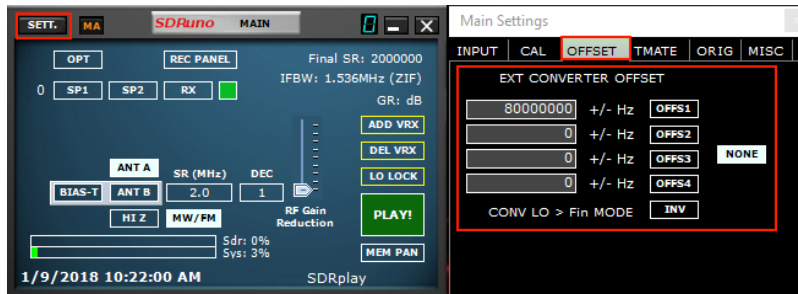 SETT. MA SDRuno MAIN 8
OPT REC PANEL Final SR: 2000000
IFBW: 1.536MHz (ZIF)
0 SP1 SP2 RX
GR: dB
ADD VRX
DEL VRX
ANT A SR (MHz) DEC LO LOCK
BIAS-T ANT B 2.0 1
HI Z MW/FM RF Gain
Reduction PLAY!
Sdr: 0%
Sys: 3% MEM PAN
1/9/2018 10:22:00 AM SDRplay
Main Settings
INPUT CAL OFFSET TMATE ORIG MISC
EXT CONVERTER OFFSET
80000000 +/- Hz OFFS1
0 +/- Hz OFFS2
0 +/- Hz OFFS3 NONE
0 +/- Hz OFFS4
CONV LO > Fin MODE INV